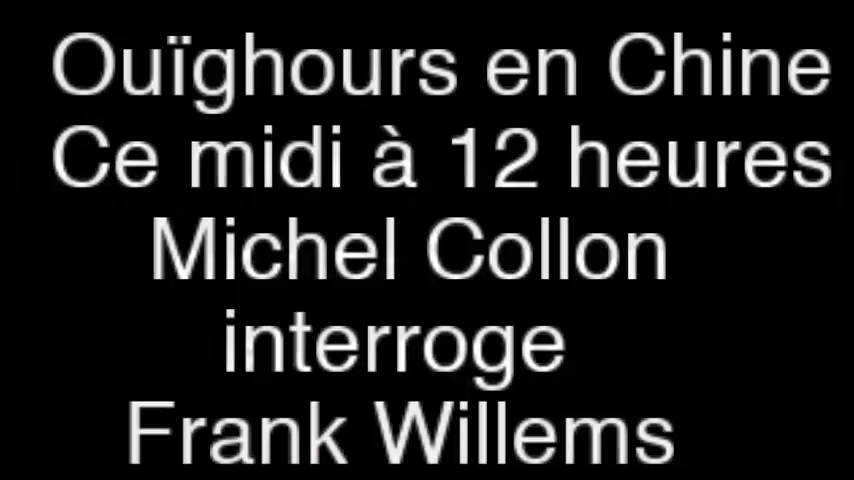 Ouïghours en Chine
Ce midi à 12 heures
Michel Collon
interroge
Frank Willems